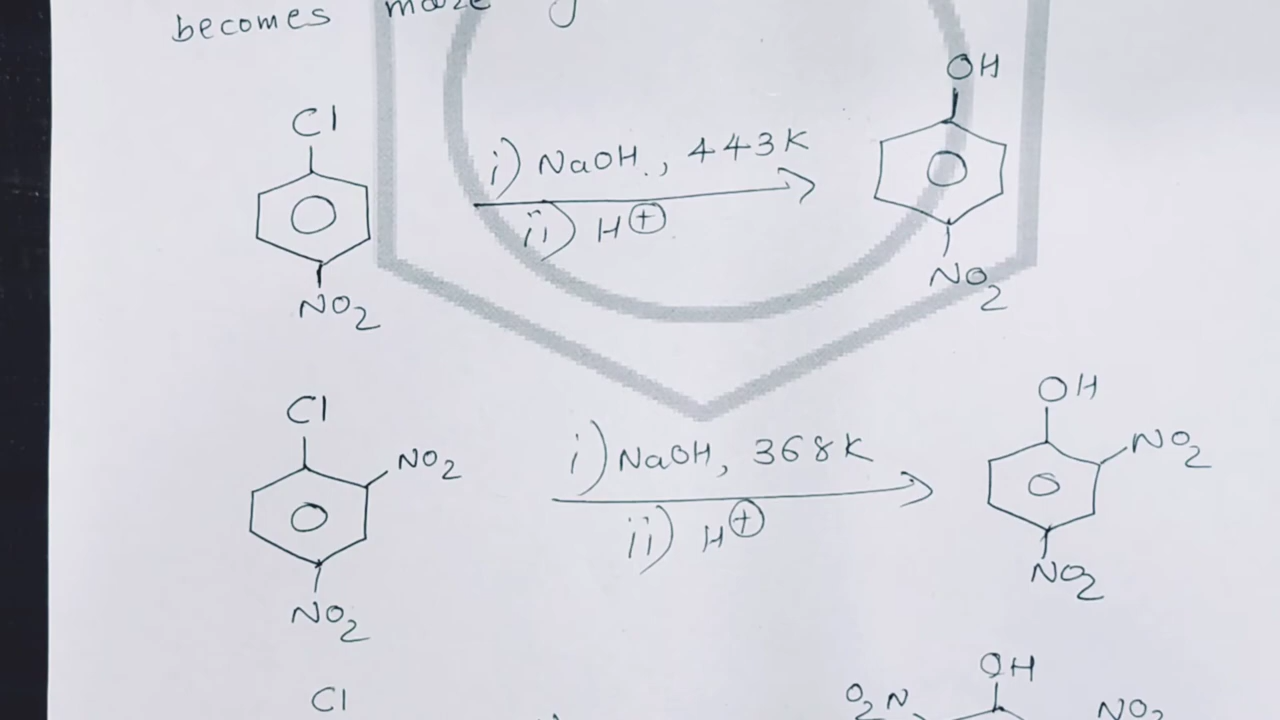 becomes more
Cl
i) NaOH, 443K
ii) H⊕
NO2
OH
NO2
Cl
NO2
i) NaOH, 368K
ii) H⊕
NO2
OH
NO2
NO2
Cl
OH
O2N
NO2